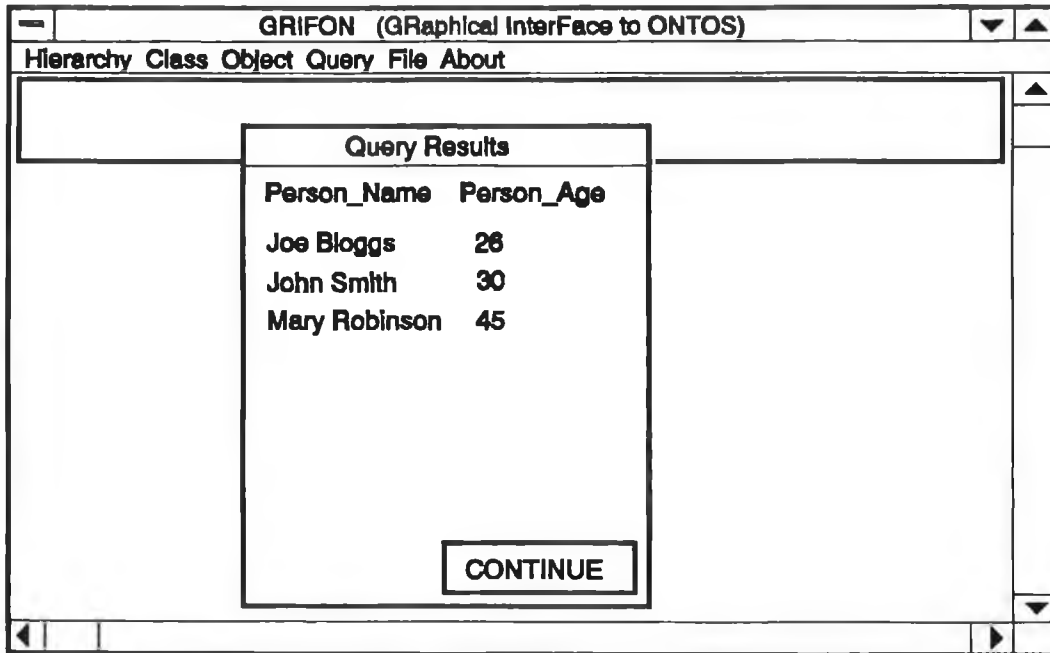 GRIFON (GRaphical InterFace to ONTOS)
Hierarchy Class Object Query File About
Query Results
Person_Name Person_Age
Joe Bloggs 26
John Smith 30
Mary Robinson 45
CONTINUE